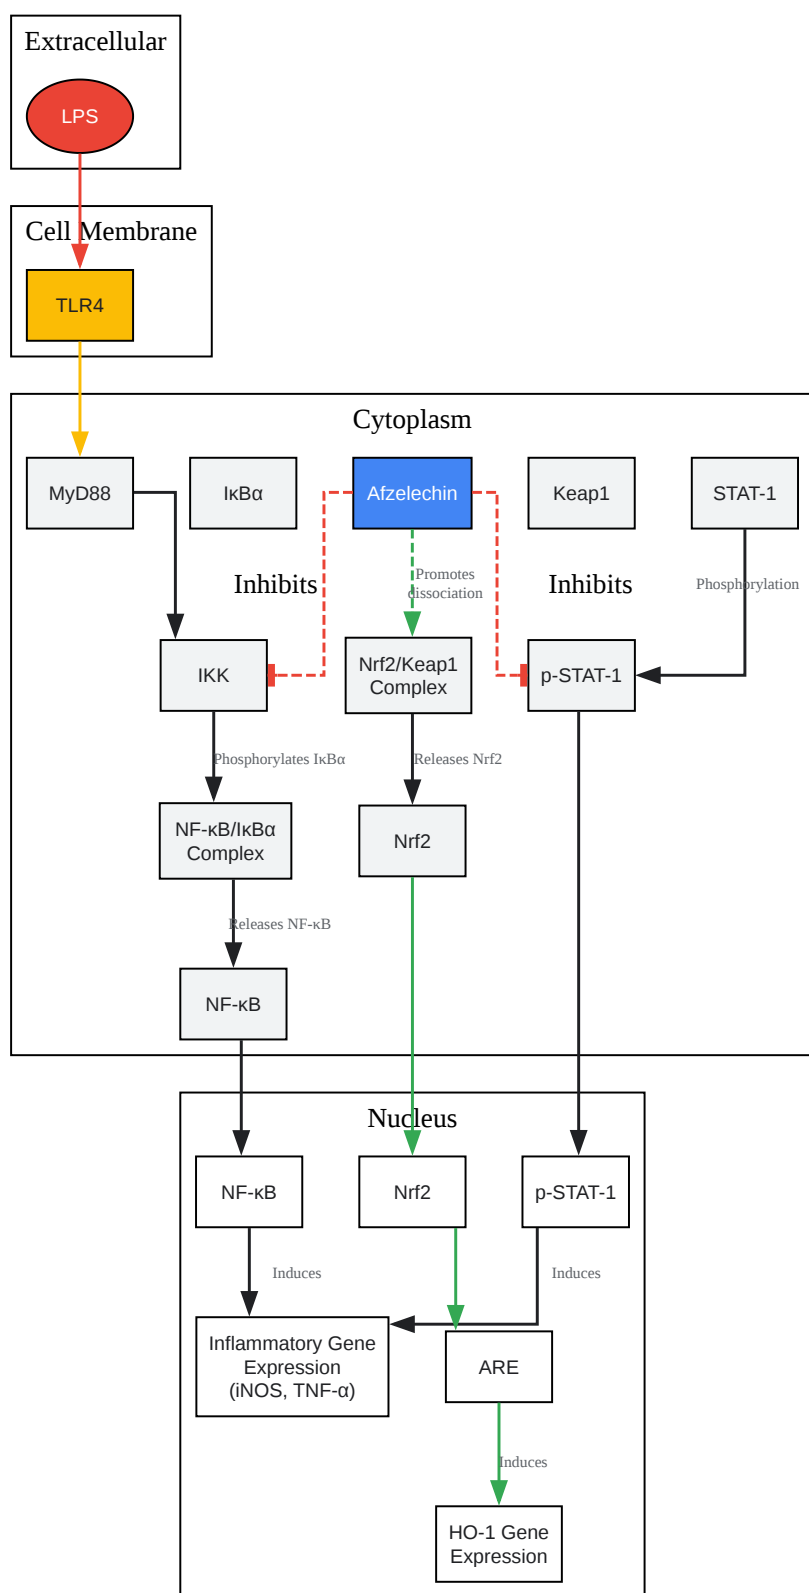 Extracellular
LPS
Cell Membrane
TLR4
Cytoplasm
MyD88
IκBα
Afzelechin
Keap1
STAT-1
Inhibits
Promotes
dissociation
Inhibits
Phosphorylation
IKK
Nrf2/Keap1
Complex
p-STAT-1
Phosphorylates IκBα
Releases Nrf2
NF-κB/IκBα
Complex
Nrf2
Releases NF-κB
NF-κB
Nucleus
NF-κB
Nrf2
p-STAT-1
Induces
Induces
Inflammatory Gene
Expression
(iNOS, TNF-α)
ARE
Induces
HO-1 Gene
Expression